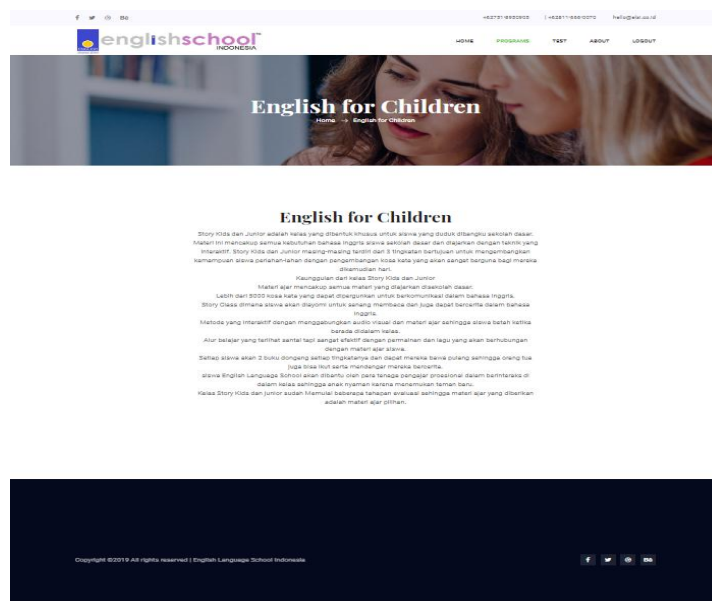 +62731-8930905 | +62811-698-0070 hello@elsi.co.id
englishschool
INDONESIA
HOME PROGRAMS TEST ABOUT LOGOUT
English for Children
Home → English for Children
English for Children
Story Kids dan Junior adalah kelas yang dibentuk khusus untuk siswa yang duduk dibangku sekolah dasar.
Materi ini mencakup semua kebutuhan bahasa inggris siswa sekolah dasar dan diajarkan dengan teknik yang
interaktif. Story Kids dan Junior masing-masing terdiri dari 3 tingkatan bertujuan untuk mengembangkan
kemampuan siswa perlahan-lahan dengan pengembangan kosa kata yang akan sangat berguna bagi mereka
dikemudian hari.
Keunggulan dari kelas Story Kids dan Junior
Materi ajar mencakup semua materi yang diajarkan disekolah dasar.
Lebih dari 5000 kosa kata yang dapat dipergunkan untuk berkomunikasi dalam bahasa inggris.
Story Class dimana siswa akan diayomi untuk senang membaca dan juga dapat bercerita dalam bahasa
inggris.
Metode yang interaktif dengan menggabungkan audio visual dan materi ajar sehingga siswa betah ketika
berada didalam kelas.
Alur belajar yang terlihat santai tapi sangat efektif dengan permainan dan lagu yang akan berhubungan
dengan materi ajar siswa.
Setiap siswa akan 2 buku dongeng setiap tingkatanya dan dapat mereka bawa pulang sehingga orang tua
juga bisa ikut serta mendengar mereka bercerita.
siswa English Language School akan dibantu oleh para tenaga pengajar proesional dalam berinteraks di
dalam kelas sehingga anak nyaman karena menemukan teman baru.
Kelas Story Kids dan junior sudah Memulai beberapa tahapan evaluasi sehingga materi ajar yang diberikan
adalah materi ajar pilihan.
Copyright ©2019 All rights reserved | English Language School Indonesia